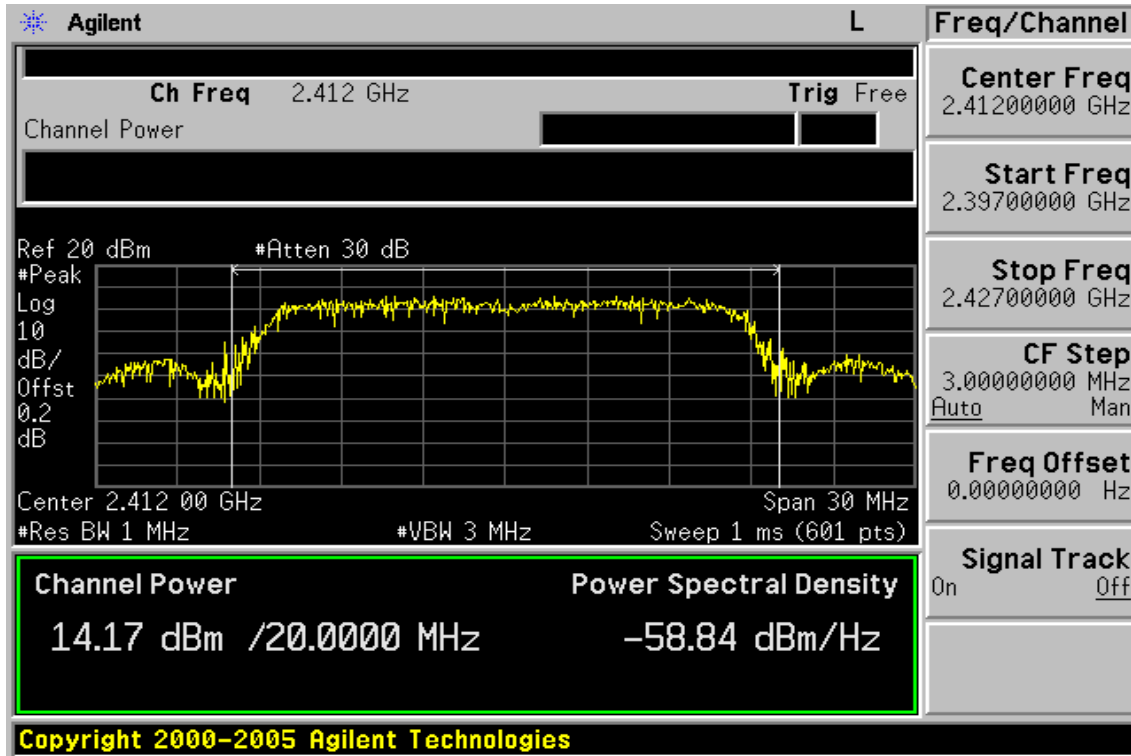 Agilent
L
Freq/Channel
Ch Freq 2.412 GHz
Trig Free
Channel Power
Center Freq
2.41200000 GHz
Start Freq
2.39700000 GHz
Stop Freq
2.42700000 GHz
CF Step
3.00000000 MHz
Auto Man
Freq Offset
0.00000000 Hz
Signal Track
On Off
Ref 20 dBm
#Atten 30 dB
#Peak
Log
10
dB/
Offst
0.2
dB
Center 2.412 00 GHz
Span 30 MHz
#Res BW 1 MHz
#VBW 3 MHz
Sweep 1 ms (601 pts)
Channel Power
14.17 dBm /20.0000 MHz
Power Spectral Density
-58.84 dBm/Hz
Copyright 2000-2005 Agilent Technologies